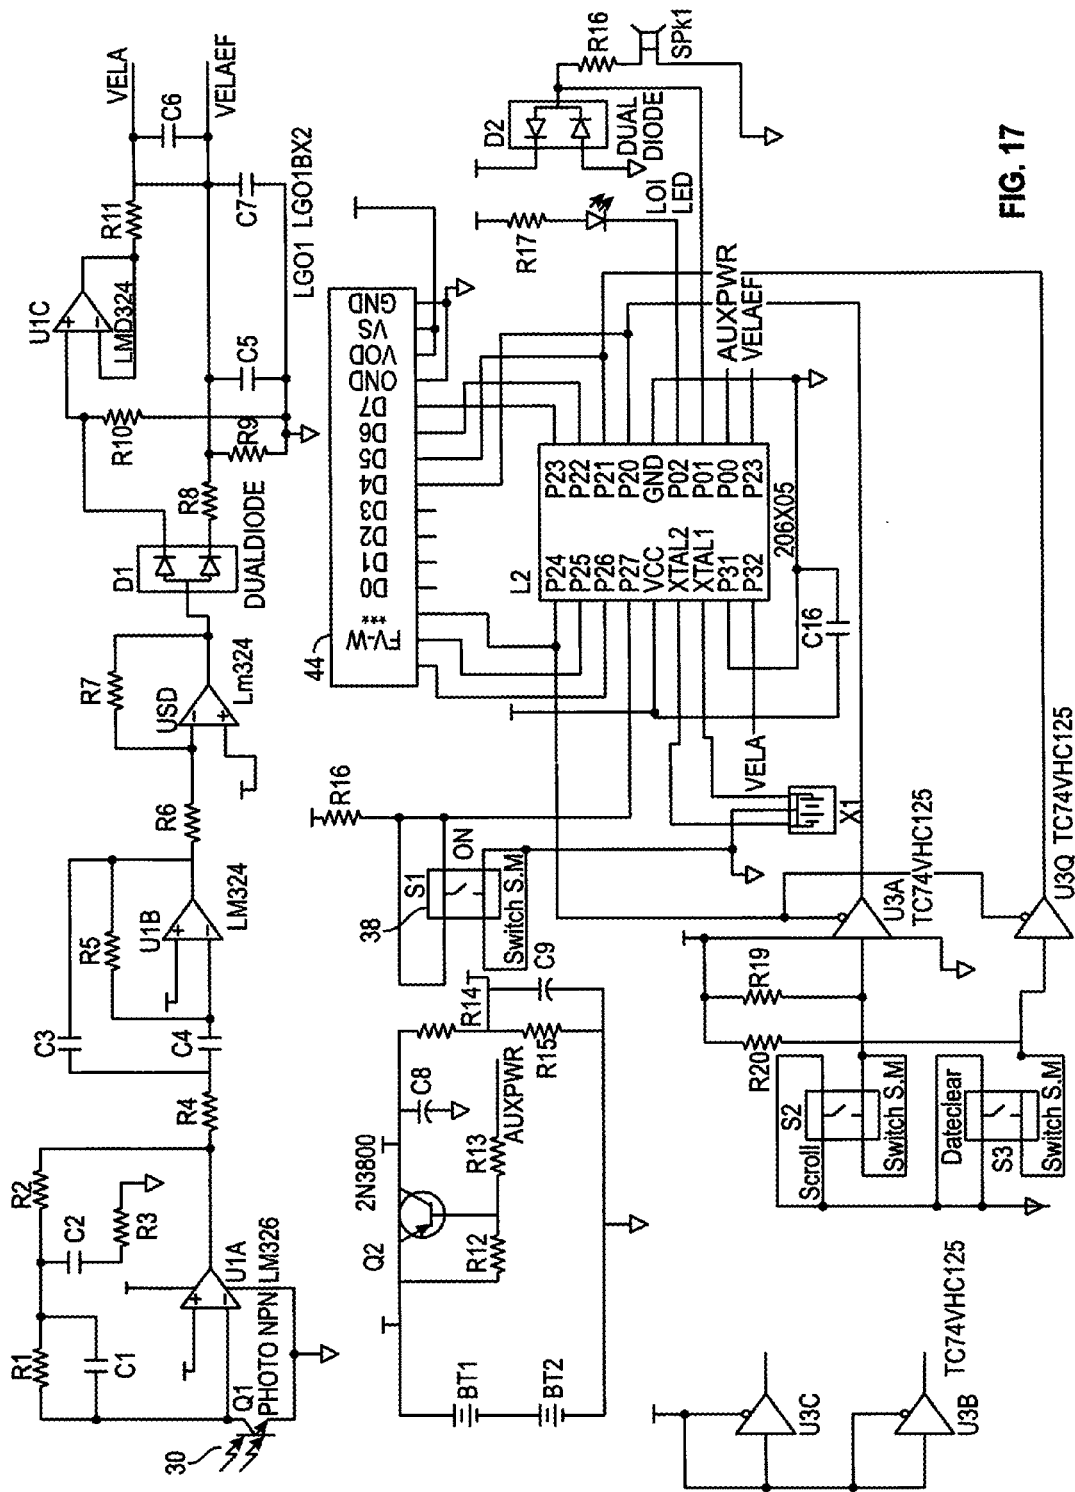 R1
C1
R2
C2
R3
30
Q1
PHOTO NPN
U1A
LM326
R4
C3
C4
R5
U1B
LM324
R6
R7
USD
Lm324
D1
DUALDIODE
R8
R9
R10
C5
U1C
LMD324
R11
C7
C6
VELA
VELAEF
LGO1 LGO1BX2
BT1
BT2
Q2
2N3800
R12
R13
AUXPWR
C8
R14
R15
C9
38
S1
ON
Switch S.M
R16
44
FV-W
***
D0
D1
D2
D3
D4
D5
D6
D7
OND
VOD
VS
GND
L2
P24
P25
P26
P27
VCC
XTAL2
XTAL1
P31
P32
P23
P22
P21
P20
GND
P02
P01
P00
P23
206X05
C16
VELA
X1
AUXPWR
VELAEF
R17
LOI
LED
D2
DUAL
DIODE
R16
SPk1
U3C
U3B
TC74VHC125
Scroll
S2
Switch S.M
Dateclear
S3
Switch S.M
R20
R19
U3A
TC74VHC125
U3Q TC74VHC125
FIG. 17